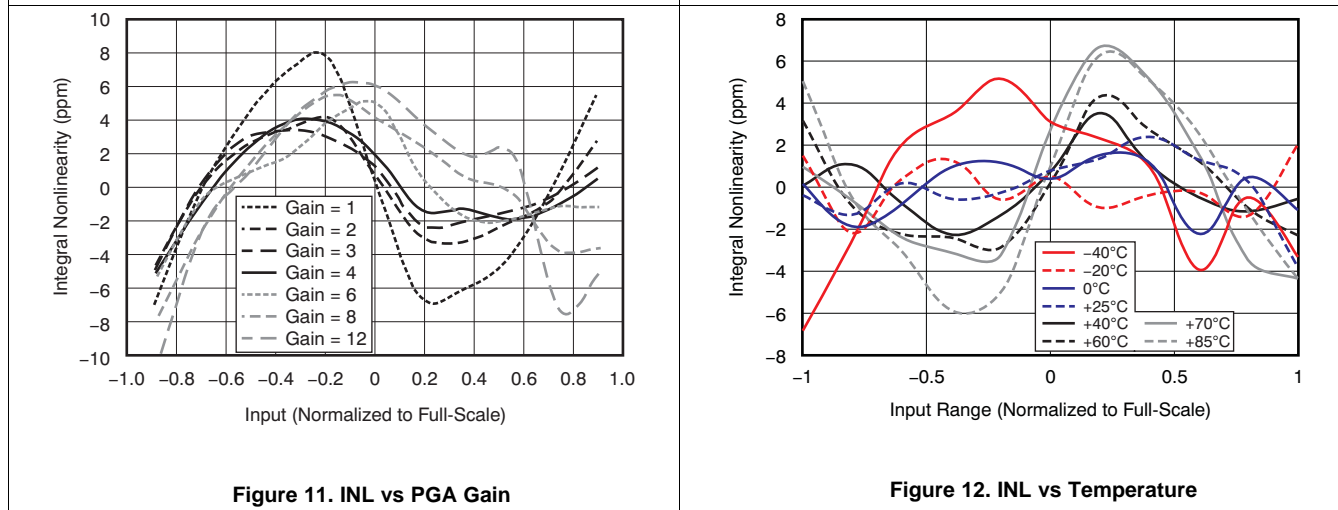 10
8
6
4
2
0
−2
−4
−6
−8
−10
Integral Nonlinearity (ppm)
Gain = 1
Gain = 2
Gain = 3
Gain = 4
Gain = 6
Gain = 8
Gain = 12
−1.0 −0.8 −0.6 −0.4 −0.2 0 0.2 0.4 0.6 0.8 1.0
Input (Normalized to Full-Scale)
Figure 11. INL vs PGA Gain
8
6
4
2
0
−2
−4
−6
−8
Integral Nonlinearity (ppm)
−40°C
−20°C
0°C
+25°C
+40°C
+60°C
+70°C
+85°C
−1 −0.5 0 0.5 1
Input Range (Normalized to Full-Scale)
Figure 12. INL vs Temperature